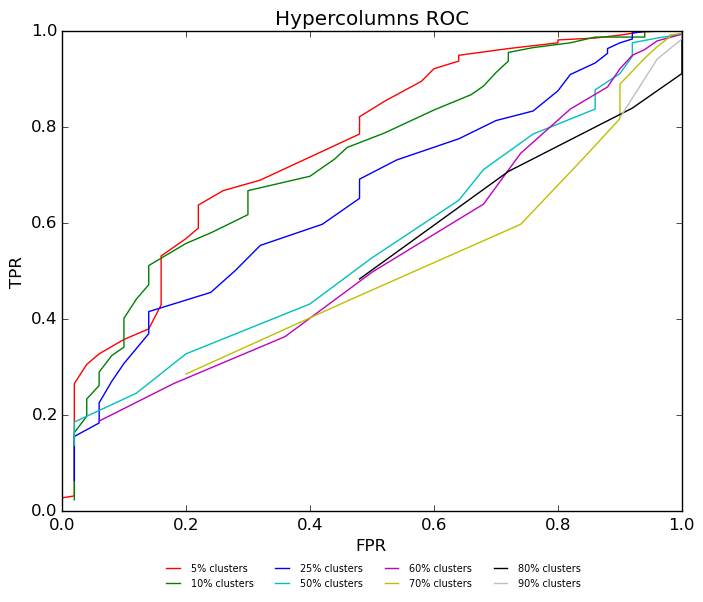 Hypercolumns ROC
1.0
0.8
0.6
0.4
0.2
0.0
TPR
0.0 0.2 0.4 0.6 0.8 1.0
FPR
5% clusters 25% clusters 60% clusters 80% clusters
10% clusters 50% clusters 70% clusters 90% clusters